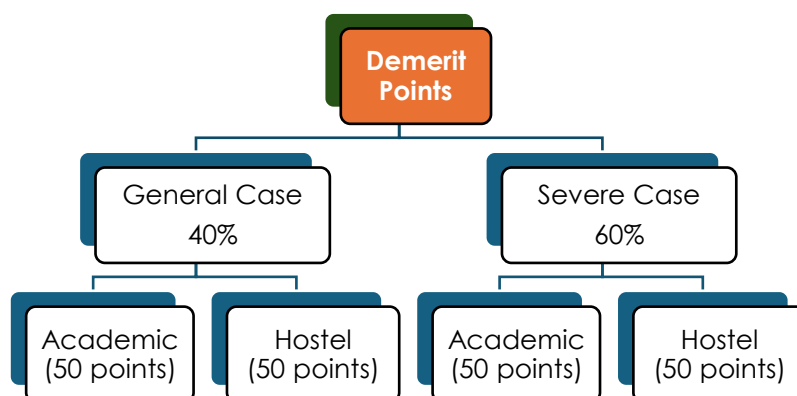 Demerit
Points
General Case
40%
Severe Case
60%
Academic
(50 points)
Hostel
(50 points)
Academic
(50 points)
Hostel
(50 points)